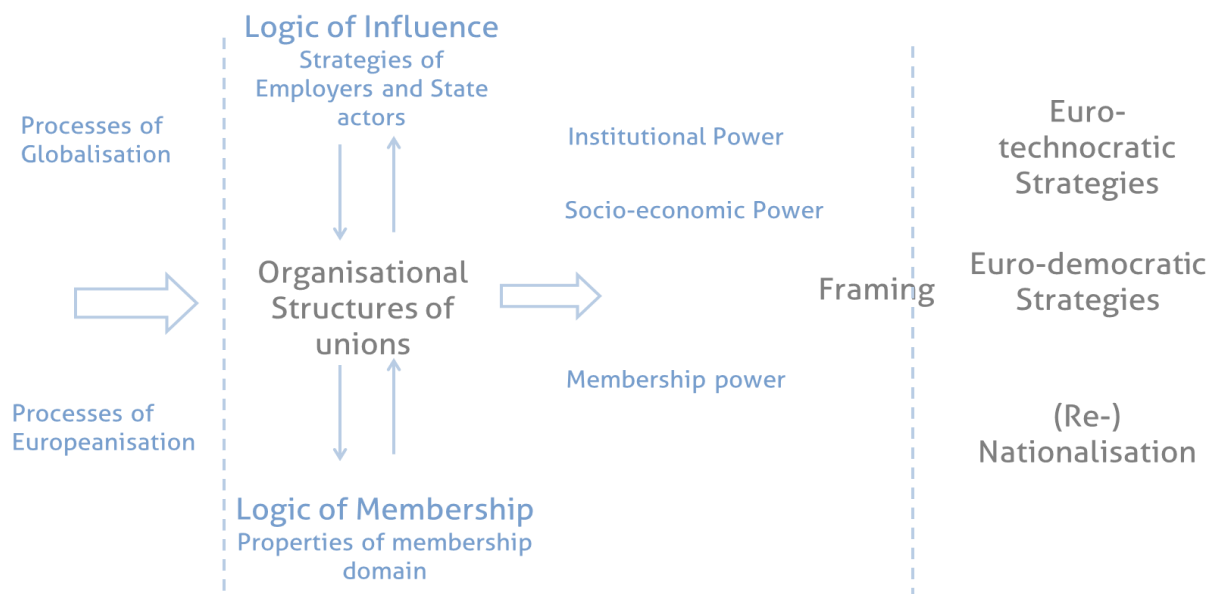 Processes of
Globalisation
Processes of
Europeanisation
Logic of Influence
Strategies of
Employers and State
actors
Organisational
Structures of
unions
Logic of Membership
Properties of membership
domain
Institutional Power
Socio-economic Power
Membership power
Framing
Euro-
technocratic
Strategies
Euro-democratic
Strategies
(Re-)
Nationalisation